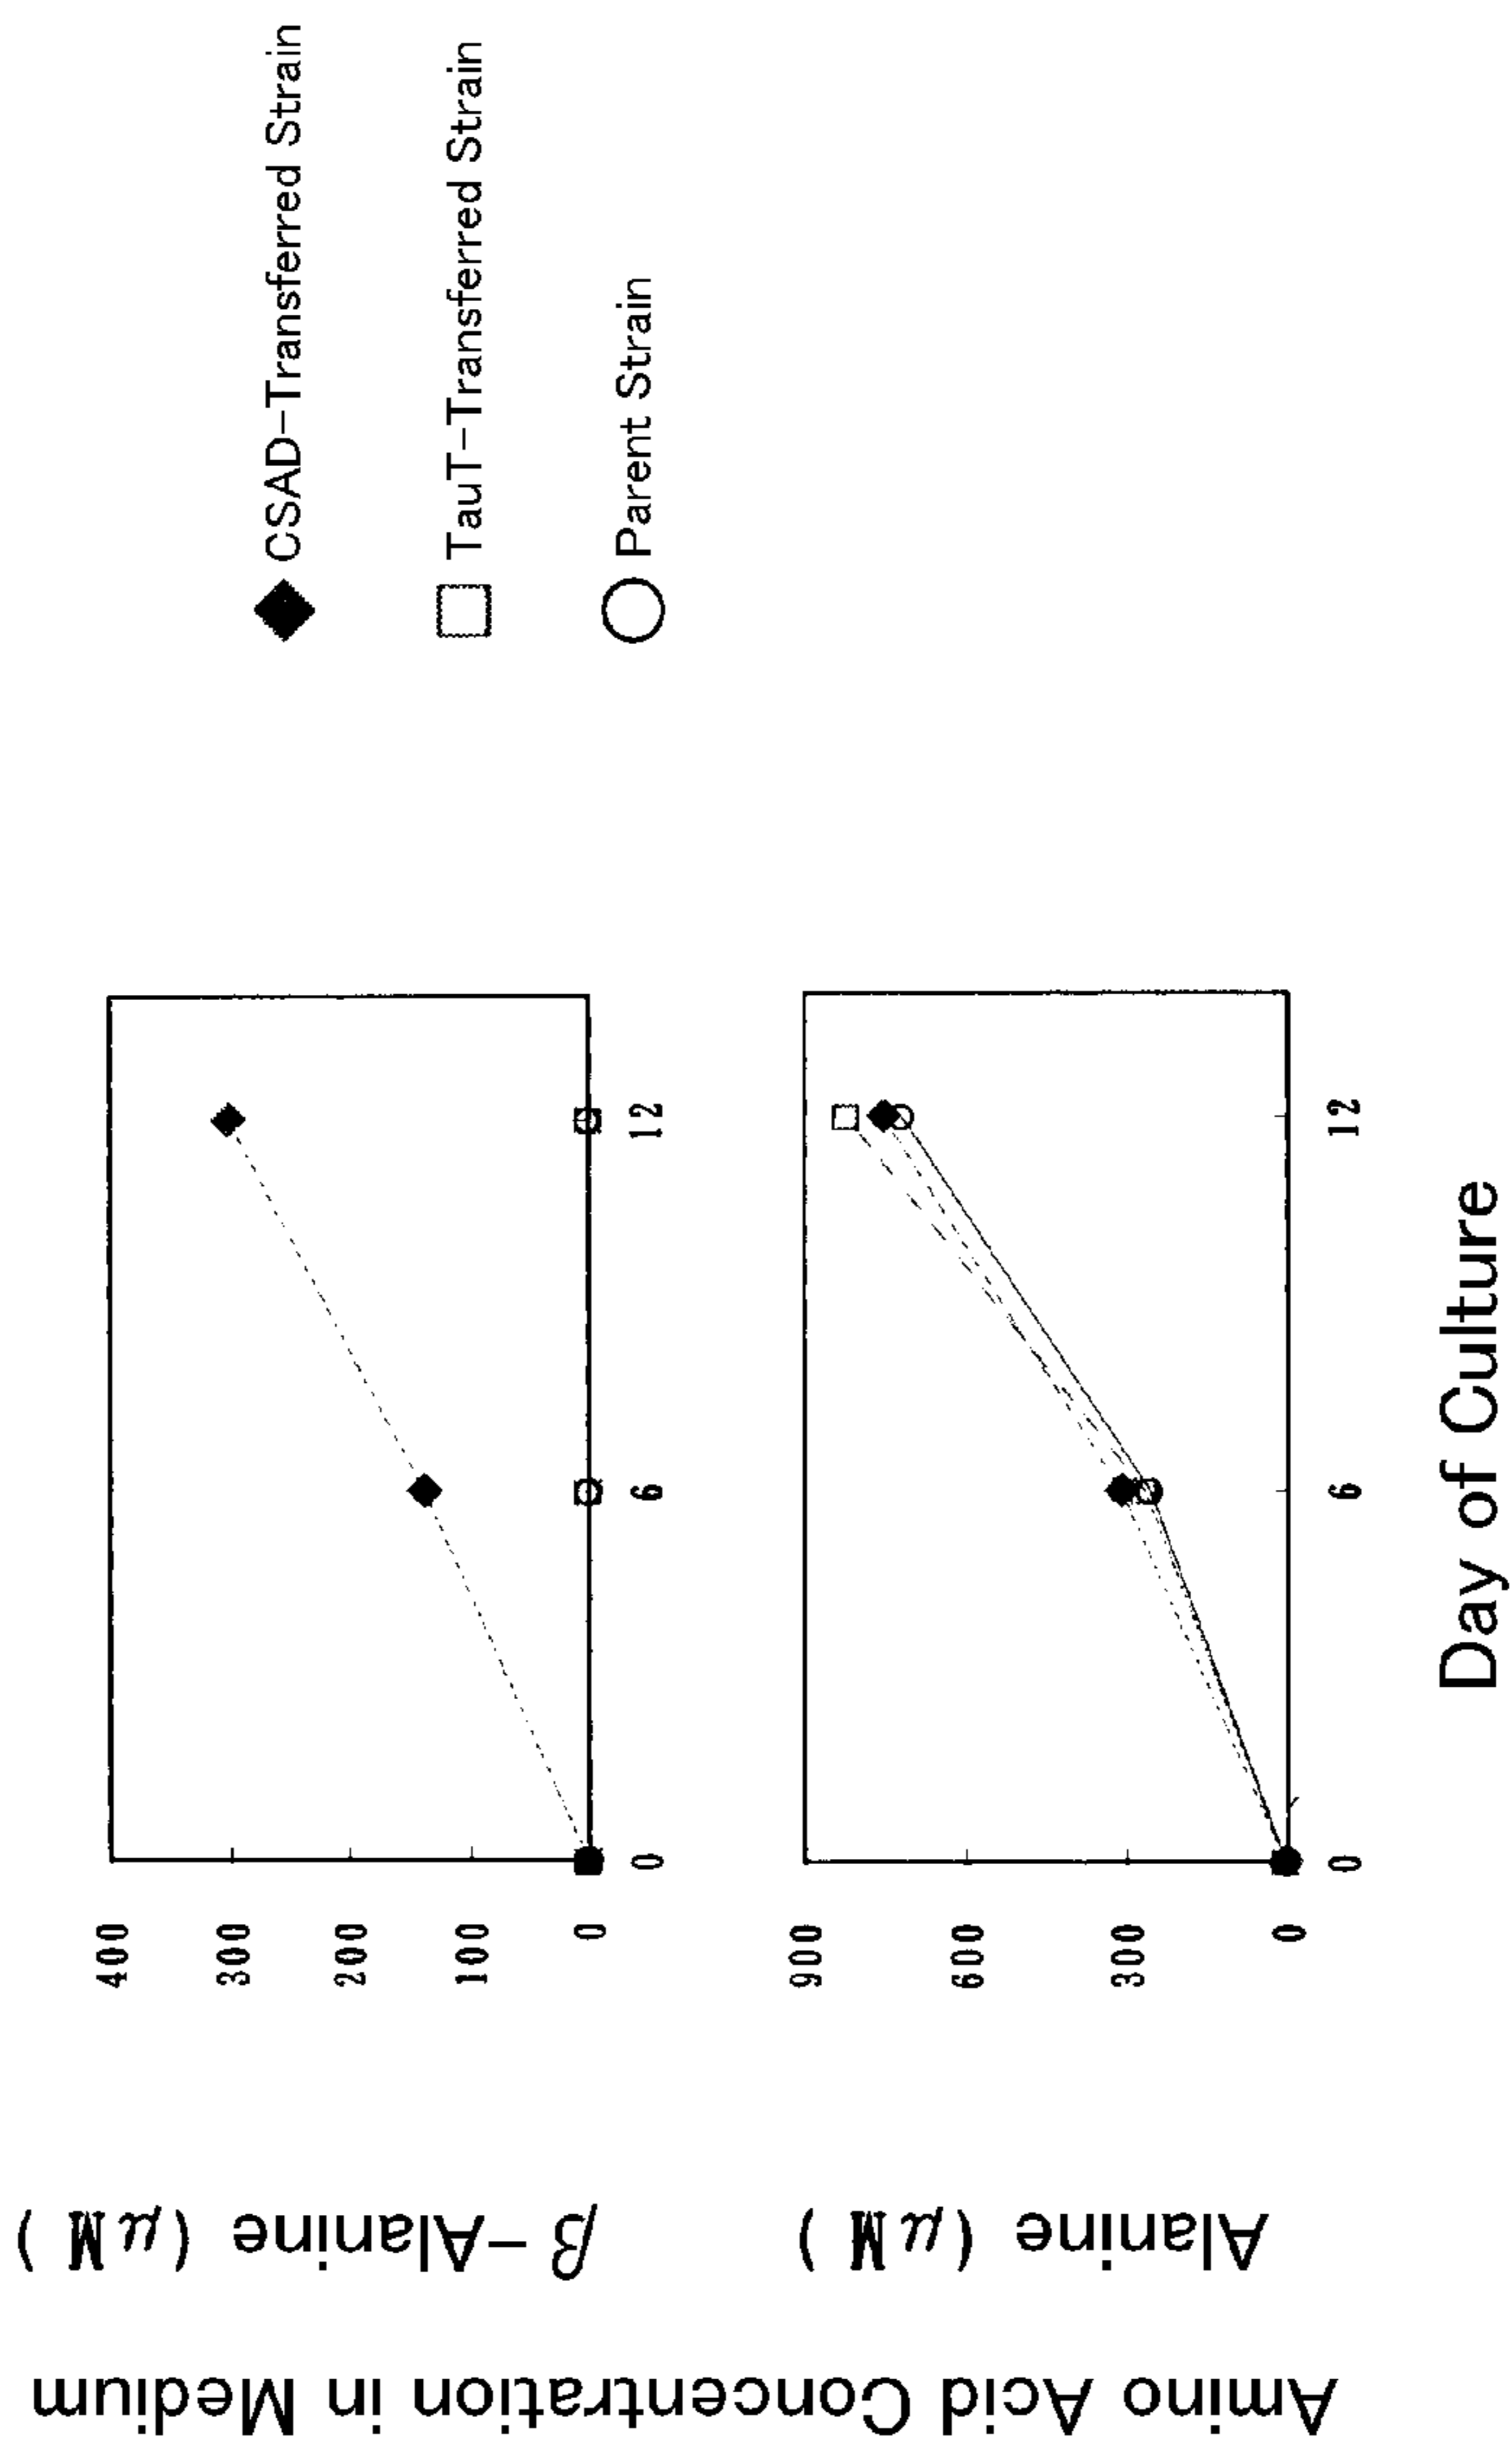 Amino Acid Concentration in Medium
β-Alanine (μM)
400
300
200
100
0
0
6
12
Alanine (μM)
900
600
300
0
0
6
12
Day of Culture
CSAD-Transferred Strain
TauT-Transferred Strain
Parent Strain